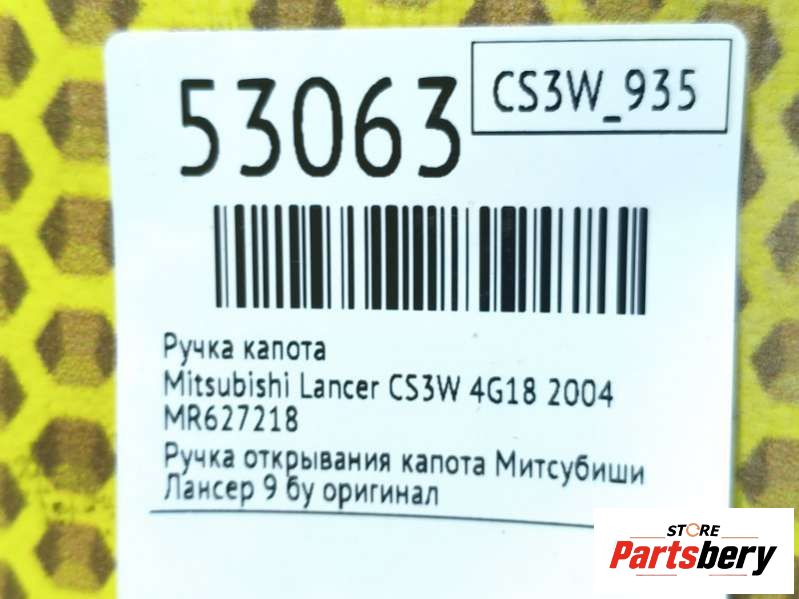 53063
CS3W_935
Ручка капота
Mitsubishi Lancer CS3W 4G18 2004
MR627218
Ручка открывания капота Митсубиши
Лансер 9 бу оригинал
STORE
Partsbery